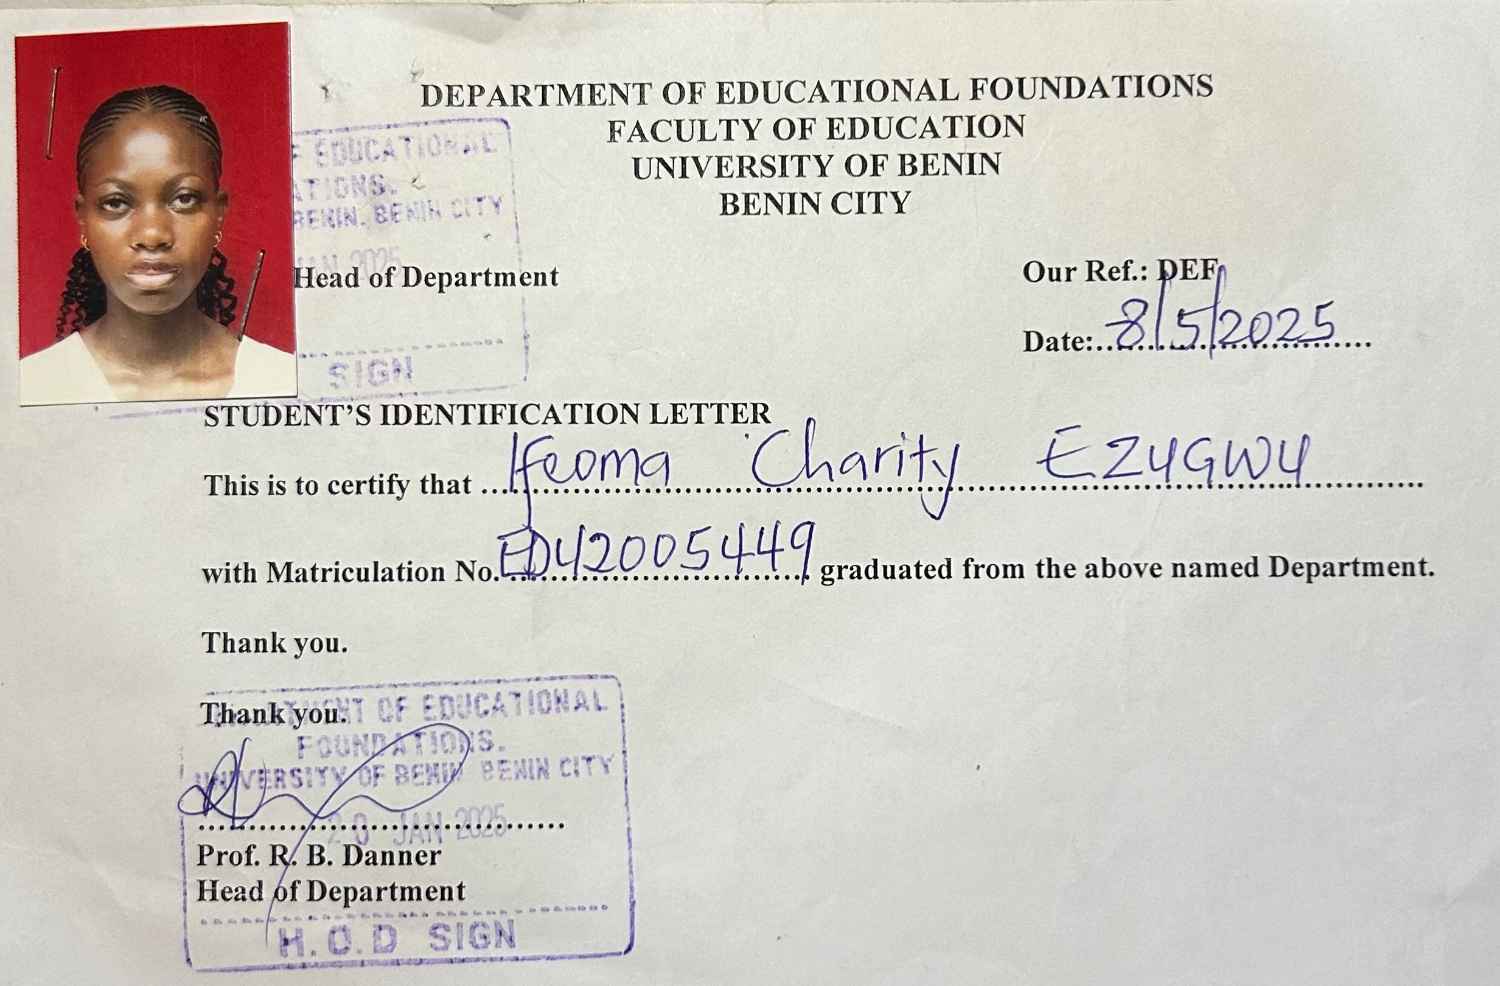 DEPARTMENT OF EDUCATIONAL FOUNDATIONS
FACULTY OF EDUCATION
UNIVERSITY OF BENIN
BENIN CITY
EDUCATIONAL
BENIN CITY
JAN 2025
Head of Department
SIGN
Our Ref.: DEF
Date: 8/5/2025
STUDENT'S IDENTIFICATION LETTER
This is to certify that Ifeoma Charity EZUGWU
with Matriculation No. EDU2005449 graduated from the above named Department.
Thank you.
Thank you.
OF EDUCATIONAL
FOUNDATIONS.
UNIVERSITY OF BENIN BENIN CITY
20 JAN 2025
Prof. R. B. Danner
Head of Department
H.O.D SIGN